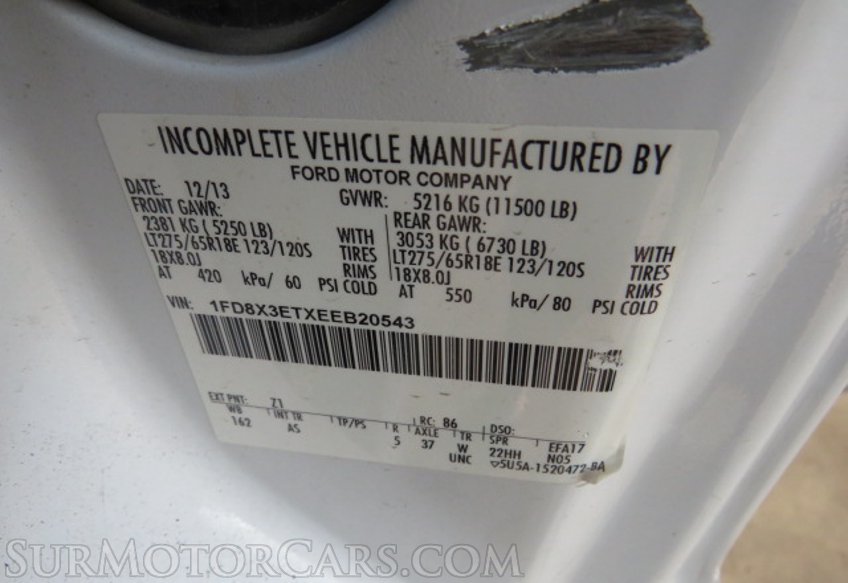 INCOMPLETE VEHICLE MANUFACTURED BY
FORD MOTOR COMPANY
DATE: 12/13 GVWR: 5216 KG (11500 LB)
FRONT GAWR: REAR GAWR:
2381 KG ( 5250 LB) WITH 3053 KG ( 6730 LB) WITH
LT275/65R18E 123/120S TIRES LT275/65R18E 123/120S TIRES
18X8.0J RIMS 18X8.0J RIMS
AT 420 kPa/ 60 PSI COLD AT 550 kPa/ 80 PSI COLD
VIN: 1FD8X3ETXEEB20543
EXT PNT: Z1 RC: 86 DSO:
WB INT TR TP/PS R AXLE TR SPR EFA17
162 AS 5 37 W 22HH N05
UNC ▽5U5A-1520472-BA
SURMOTORCARS.COM